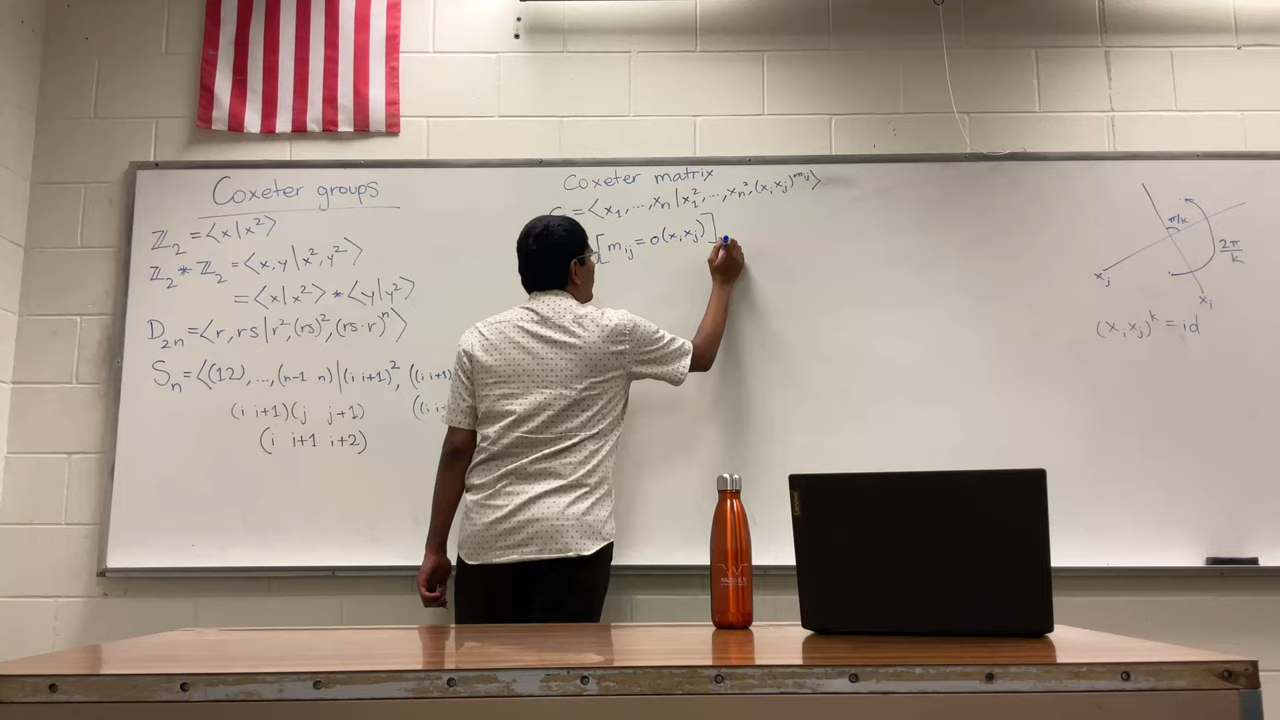 Coxeter groups
ℤ₂ = ⟨x | x²⟩
ℤ₂ * ℤ₂ = ⟨x, y | x², y²⟩
= ⟨x | x²⟩ * ⟨y | y²⟩
D₂ₙ = ⟨r, rs | r², (rs)², (rs·r)ⁿ⟩
Sₙ = ⟨(12), ..., (n-1 n) | (i i+1)², ((i i+1)
(i i+1)(j j+1)
((i i
(i i+1 i+2)
Coxeter matrix
= ⟨x₁, ..., xₙ | x₁², ..., xₙ², (xᵢxⱼ)^mᵢⱼ⟩
[mᵢⱼ = o(xᵢxⱼ)]
π/k
2π/k
xⱼ
xᵢ
(xᵢxⱼ)ᵏ = id
Lenovo